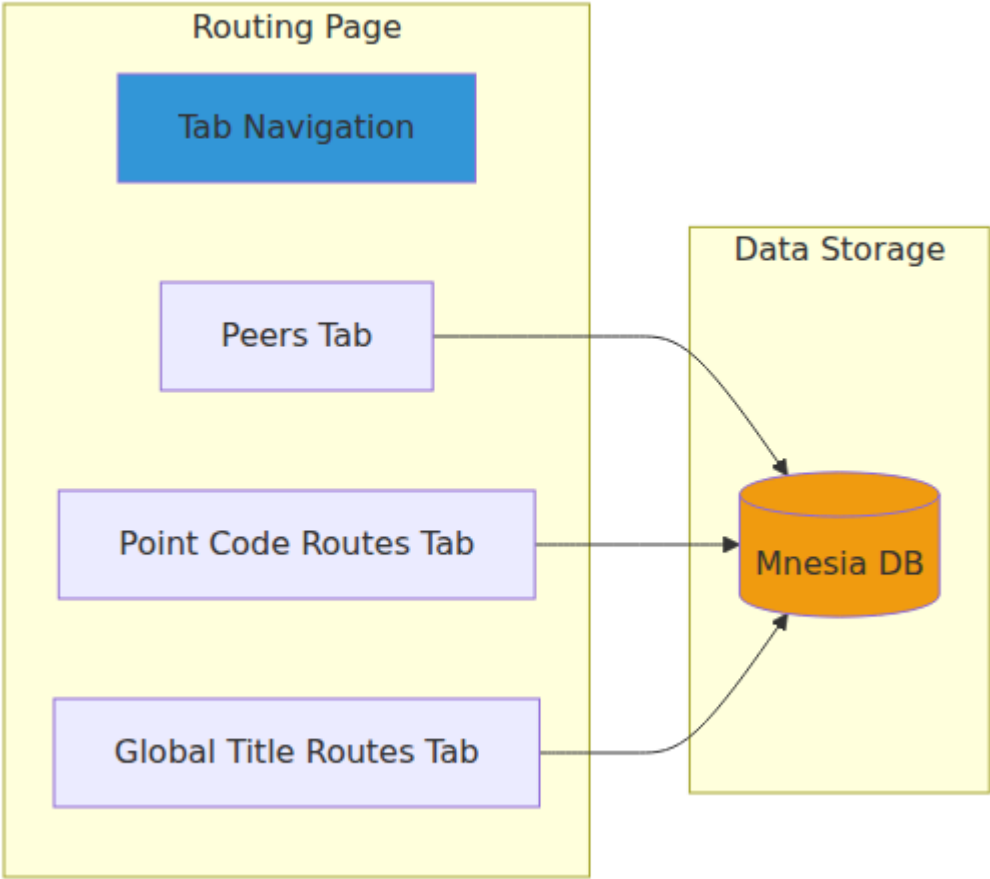 Routing Page
Tab Navigation
Peers Tab
Point Code Routes Tab
Global Title Routes Tab
Data Storage
Mnesia DB